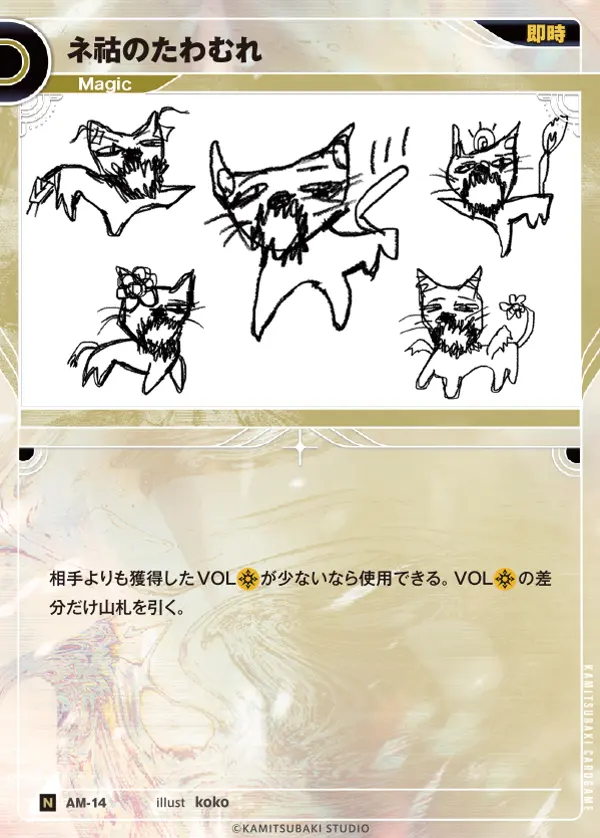 ネ祜のたわむれ
即時
Magic
相手よりも獲得したVOLが少ないなら使用できる。VOLの差
分だけ山札を引く。
KAMITSUBAKI CARDGAME
N AM-14 illust koko
©KAMITSUBAKI STUDIO